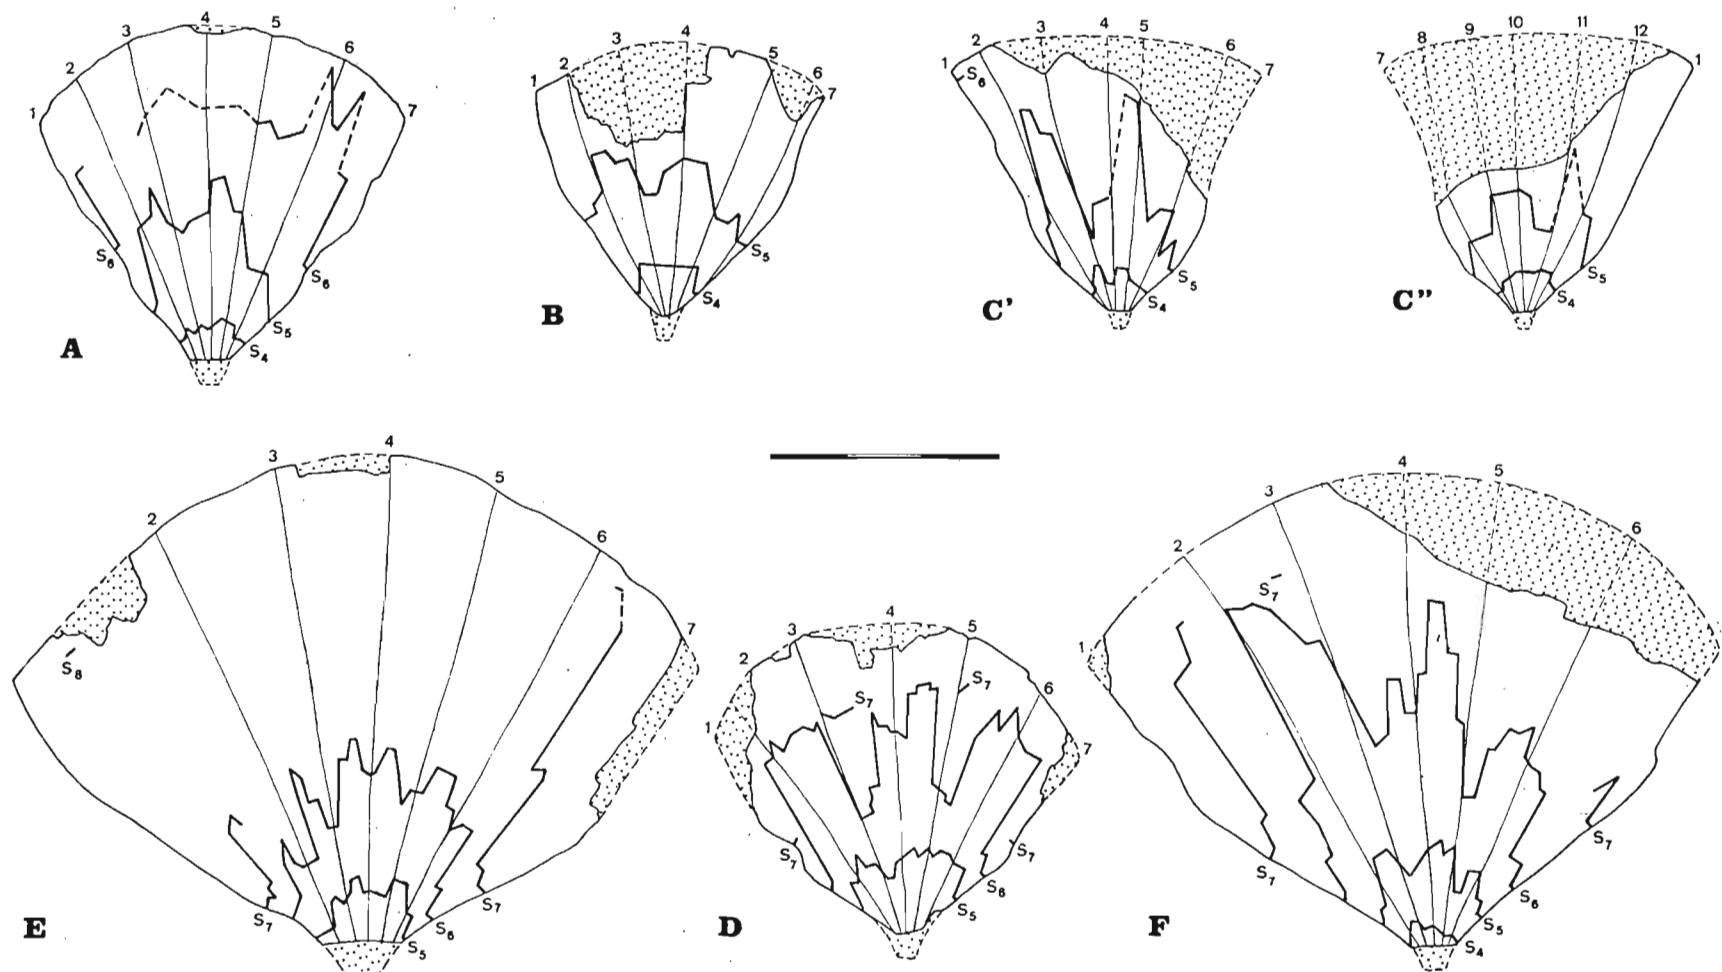 1 2 3 4 5 6 7
S6 S6 S5 S4
A
1 2 3 4 5 6 7
S5 S4
B
1 2 3 4 5 6 7
S6 S5 S4
C'
7 8 9 10 11 12 1
S5 S4
C"
2 3 4 5 6 7
S8 S7 S7 S6 S5
E
1 2 3 4 5 6 7
S7 S7 S7 S7 S6 S5
D
1 2 3 4 5 6
S7 S7 S7 S6 S5 S4
F